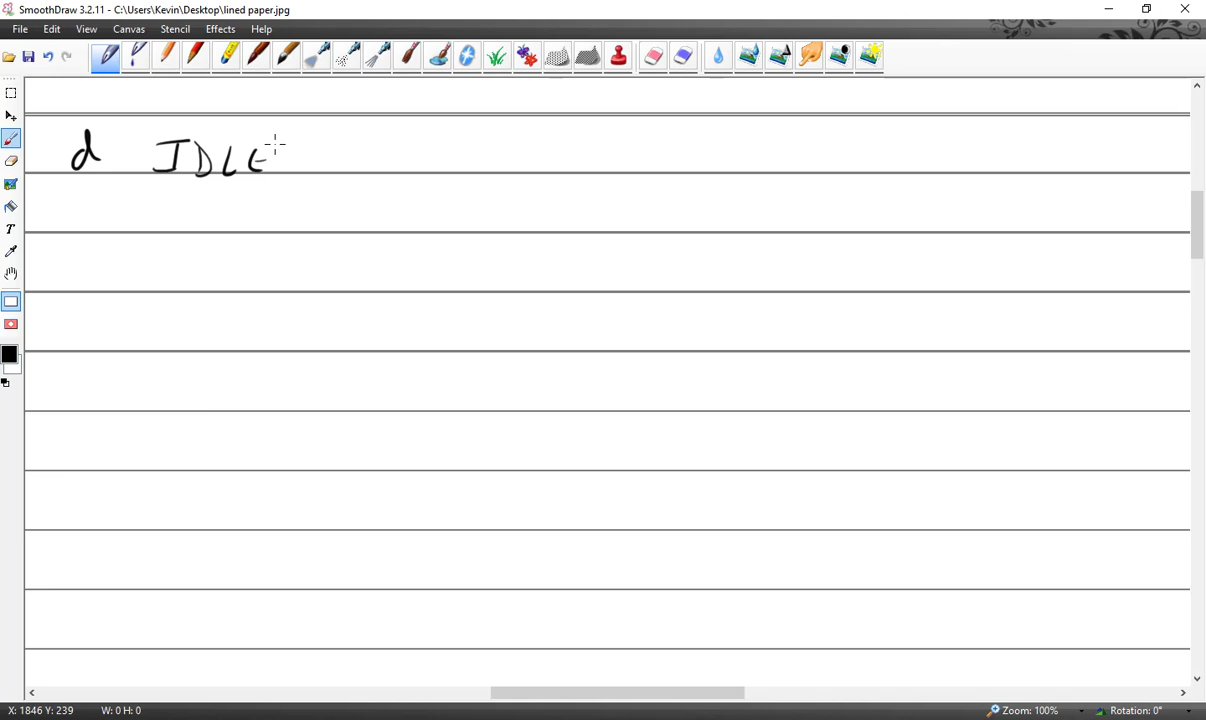 SmoothDraw 3.2.11 - C:\Users\Kevin\Desktop\lined paper.jpg
File Edit View Canvas Stencil Effects Help
d IDLE
X: 1846 Y: 239 W: 0 H: 0 Zoom: 100% Rotation: 0°